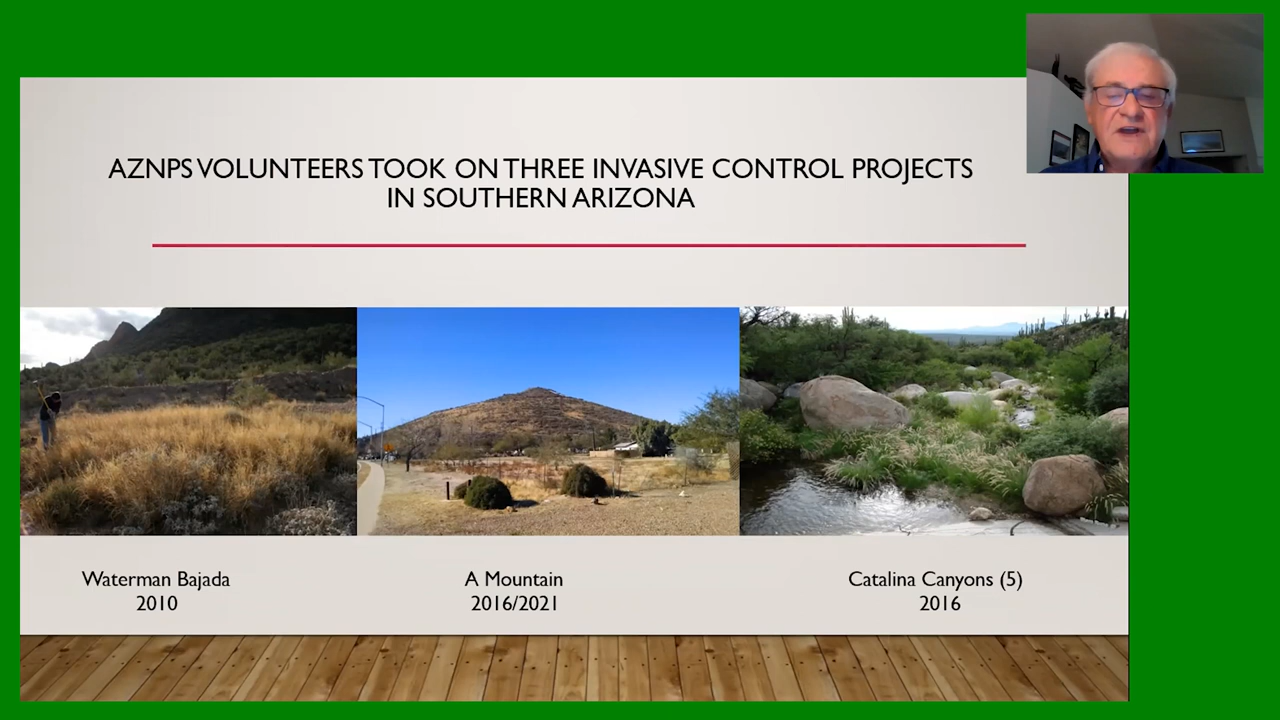 AZNPS VOLUNTEERS TOOK ON THREE INVASIVE CONTROL PROJECTS
IN SOUTHERN ARIZONA
Waterman Bajada
2010
A Mountain
2016/2021
Catalina Canyons (5)
2016